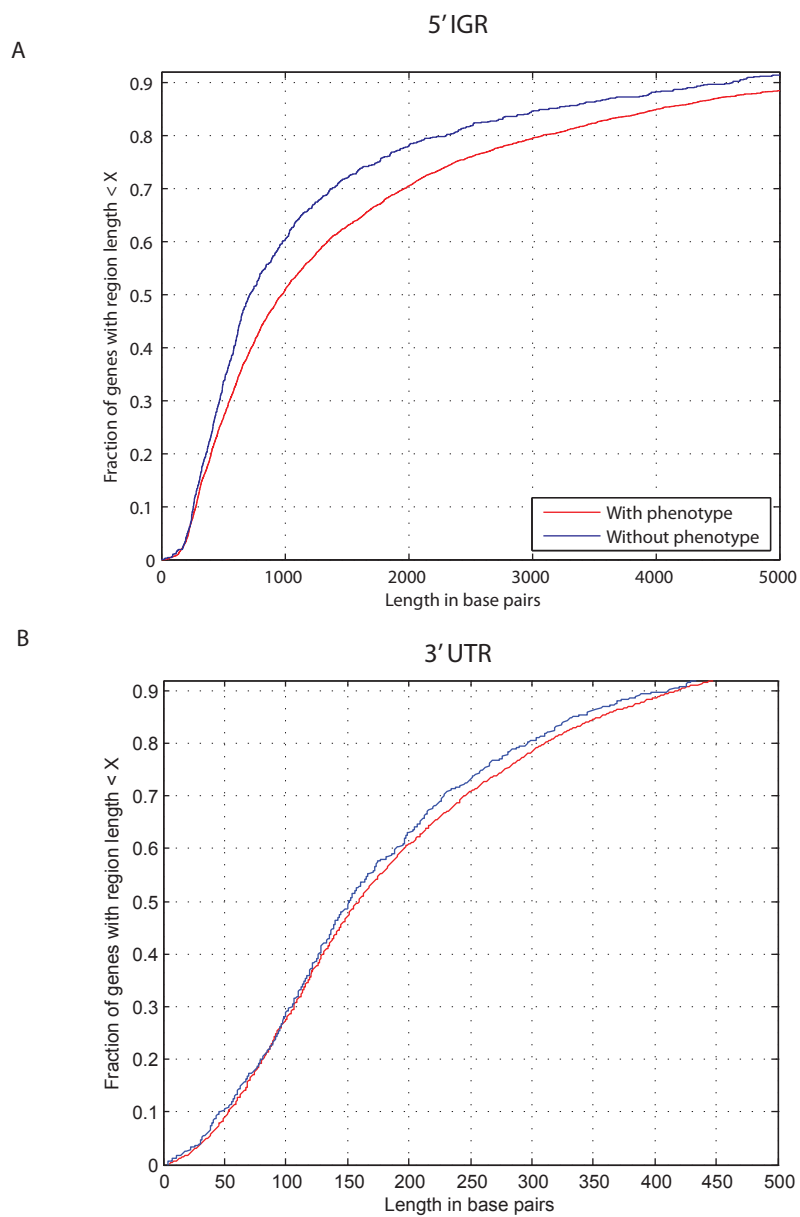 5' IGR
A
Fraction of genes with region length < X
0.9
0.8
0.7
0.6
0.5
0.4
0.3
0.2
0.1
0
With phenotype
Without phenotype
0 1000 2000 3000 4000 5000
Length in base pairs
B
3' UTR
Fraction of genes with region length < X
0.9
0.8
0.7
0.6
0.5
0.4
0.3
0.2
0.1
0
0 50 100 150 200 250 300 350 400 450 500
Length in base pairs